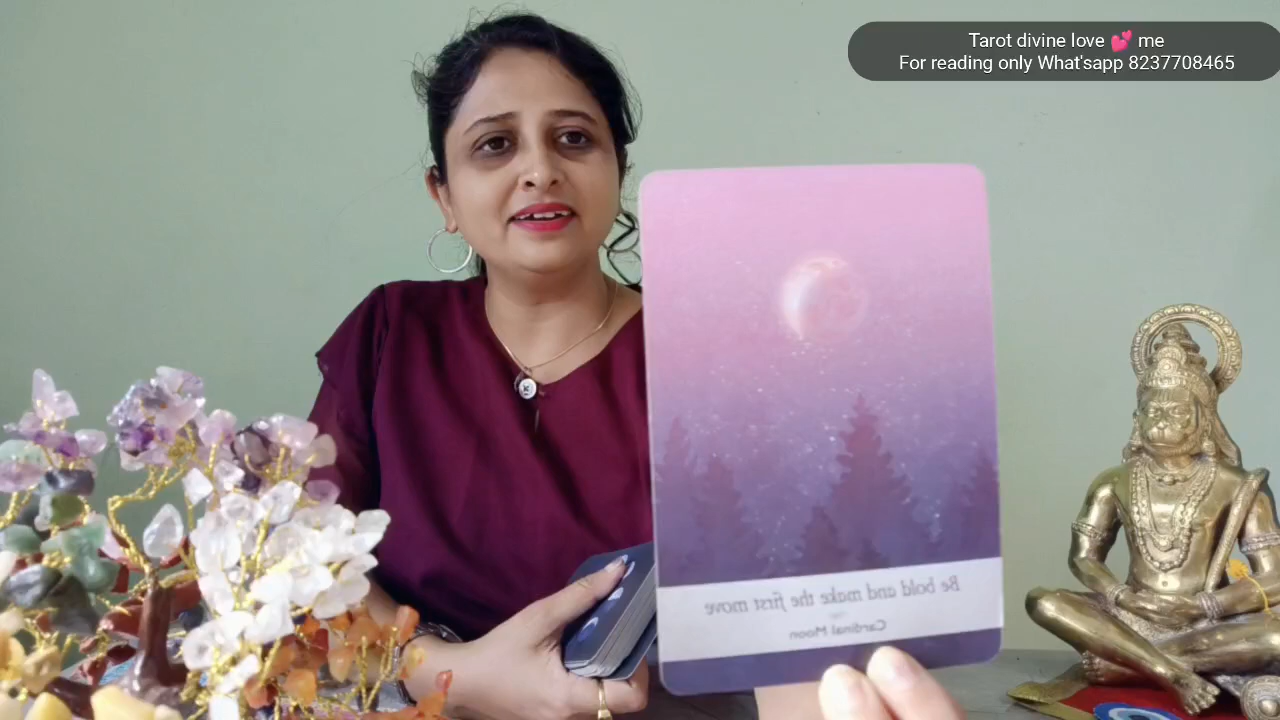 Tarot divine love 💕 me
For reading only What'sapp 8237708465
Be bold and make the first move
Cardinal Moon